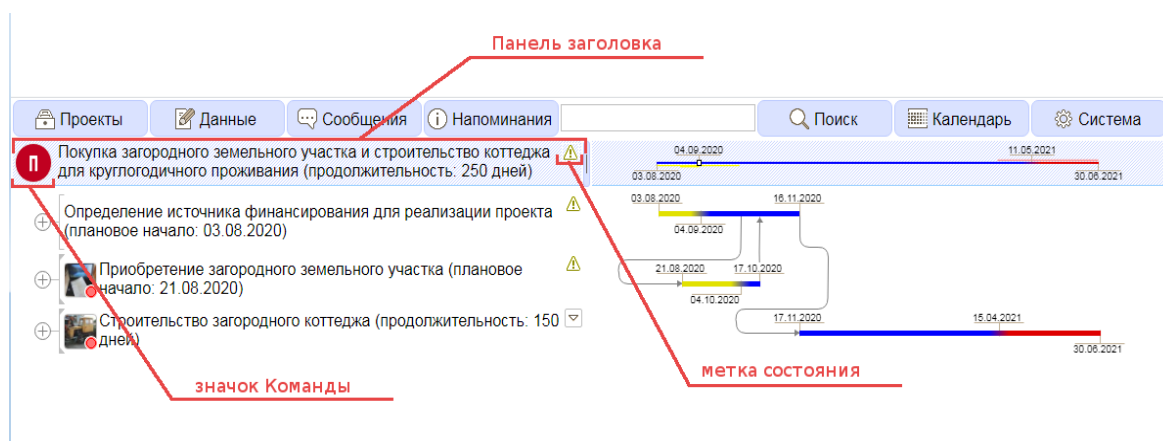 Панель заголовка
Проекты Данные Сообщения Напоминания Поиск Календарь Система
П
Покупка загородного земельного участка и строительство коттеджа
для круглогодичного проживания (продолжительность: 250 дней)
04.09.2020 11.05.2021
03.08.2020 30.06.2021
Определение источника финансирования для реализации проекта
(плановое начало: 03.08.2020)
03.08.2020 16.11.2020
04.09.2020
Приобретение загородного земельного участка (плановое
начало: 21.08.2020)
21.08.2020 17.10.2020
04.10.2020
Строительство загородного коттеджа (продолжительность: 150
дней)
17.11.2020 15.04.2021
30.06.2021
значок Команды
метка состояния